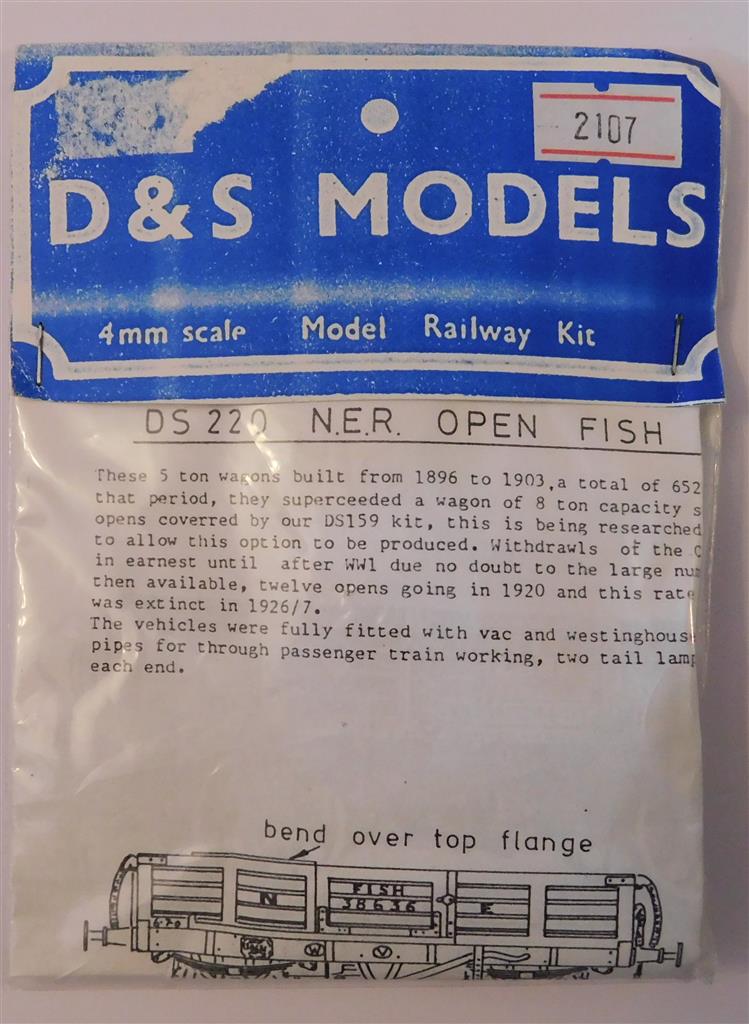 2107
D&S MODELS
4mm scale Model Railway Kit
DS 220 N.E.R. OPEN FISH
These 5 ton wagons built from 1896 to 1903,a total of 652
that period, they superceeded a wagon of 8 ton capacity s
opens coverred by our DS159 kit, this is being researched
to allow this option to be produced. Withdrawls of the
in earnest until after WW1 due no doubt to the large nu
then available, twelve opens going in 1920 and this rate
was extinct in 1926/7.
The vehicles were fully fitted with vac and westinghouse
pipes for through passenger train working, two tail lam
each end.
bend over top flange
FISH
N 38636 E
6·20 W V